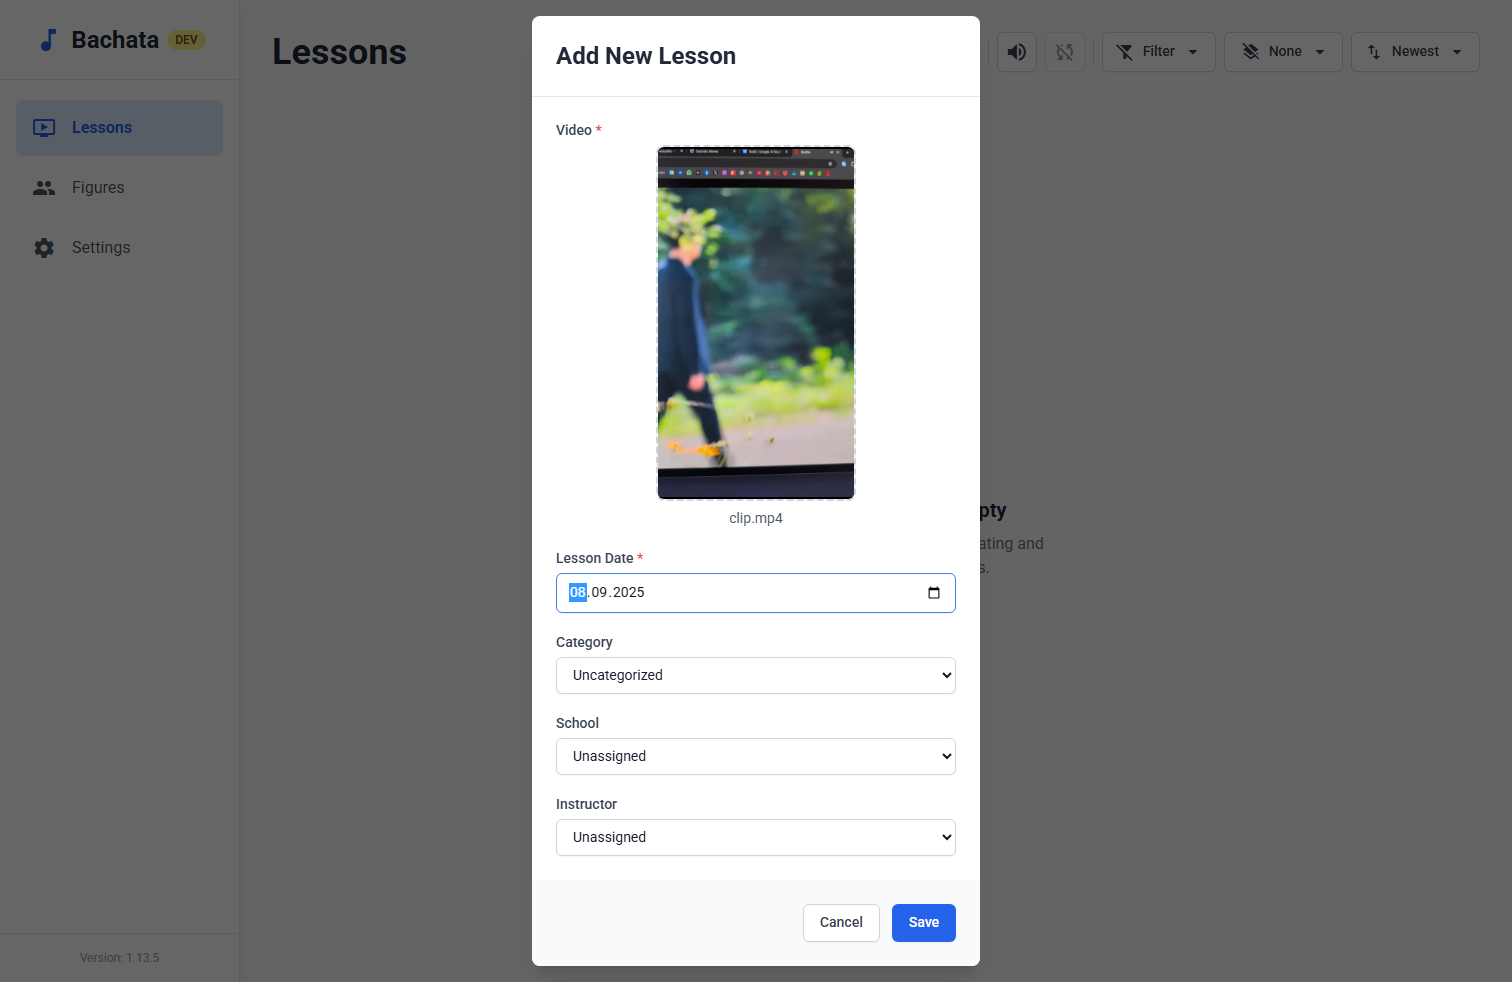 Bachata DEV
Lessons
Figures
Settings
Version: 1.13.5
Lessons
Filter
None
Newest
pty
ating and
s.
Add New Lesson
Video *
clip.mp4
Lesson Date *
08.09.2025
Category
Uncategorized
School
Unassigned
Instructor
Unassigned
Cancel
Save